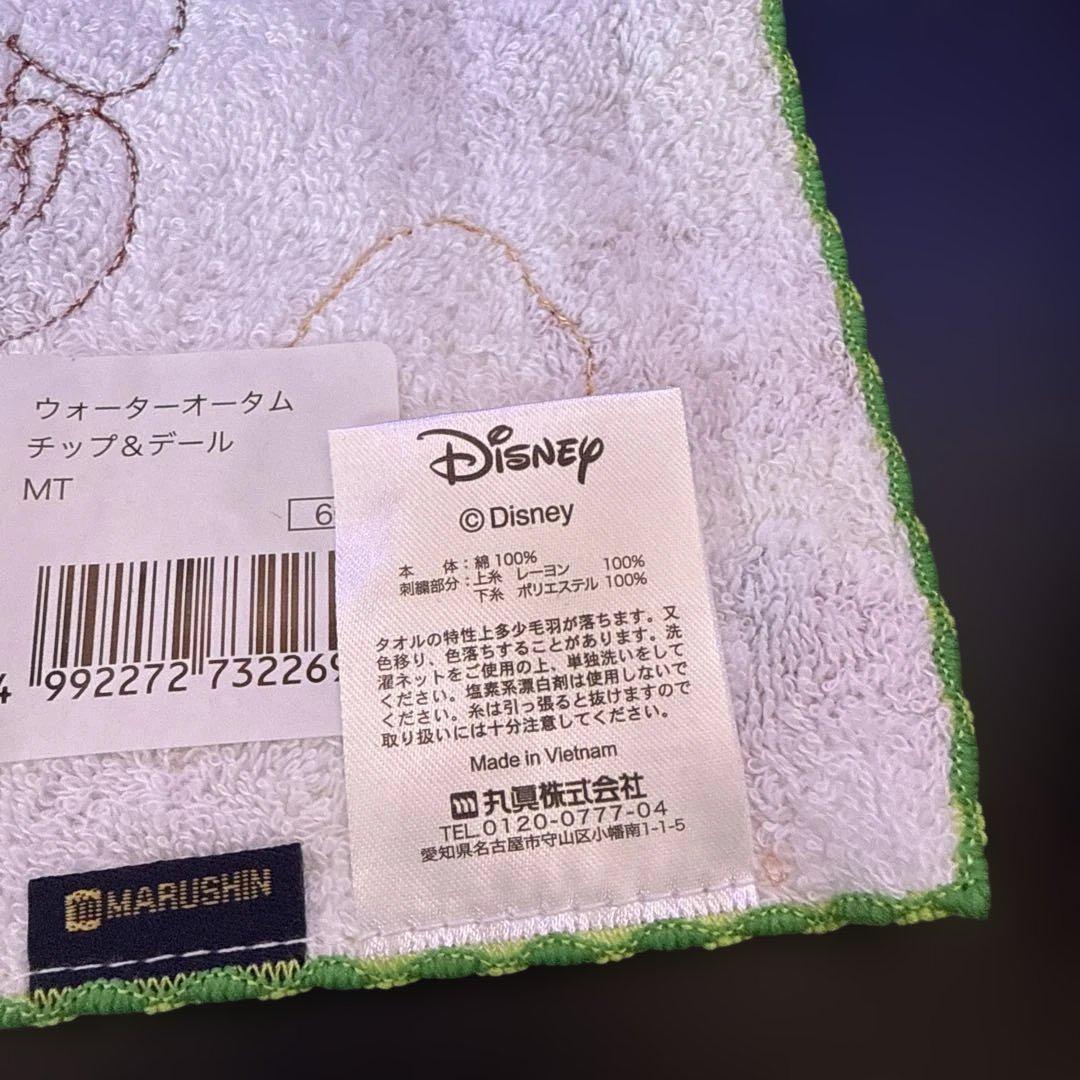 ウォーターオータム
チップ&デール
MT
6
4 992272 732269
Disney
© Disney
本　体：綿 100%
刺繍部分：上糸 レーヨン 100%
下糸 ポリエステル 100%
タオルの特性上多少毛羽が落ちます。又
色移り、色落ちすることがあります。洗
濯ネットをご使用の上、単独洗いをして
ください。塩素系漂白剤は使用しないで
ください。糸は引っ張ると抜けますので
取り扱いには十分注意してください。
Made in Vietnam
丸眞株式会社
TEL 0120-0777-04
愛知県名古屋市守山区小幡南1-1-5
MARUSHIN